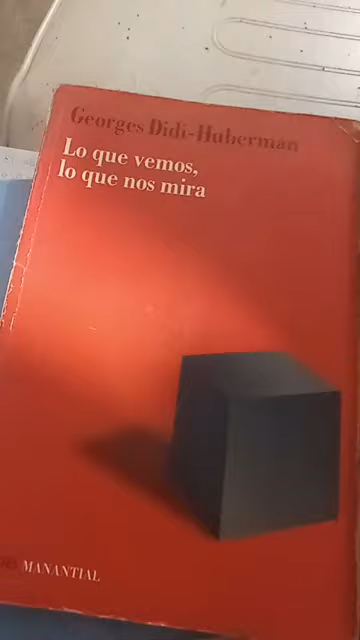 Georges Didi-Huberman
Lo que vemos,
lo que nos mira
MANANTIAL